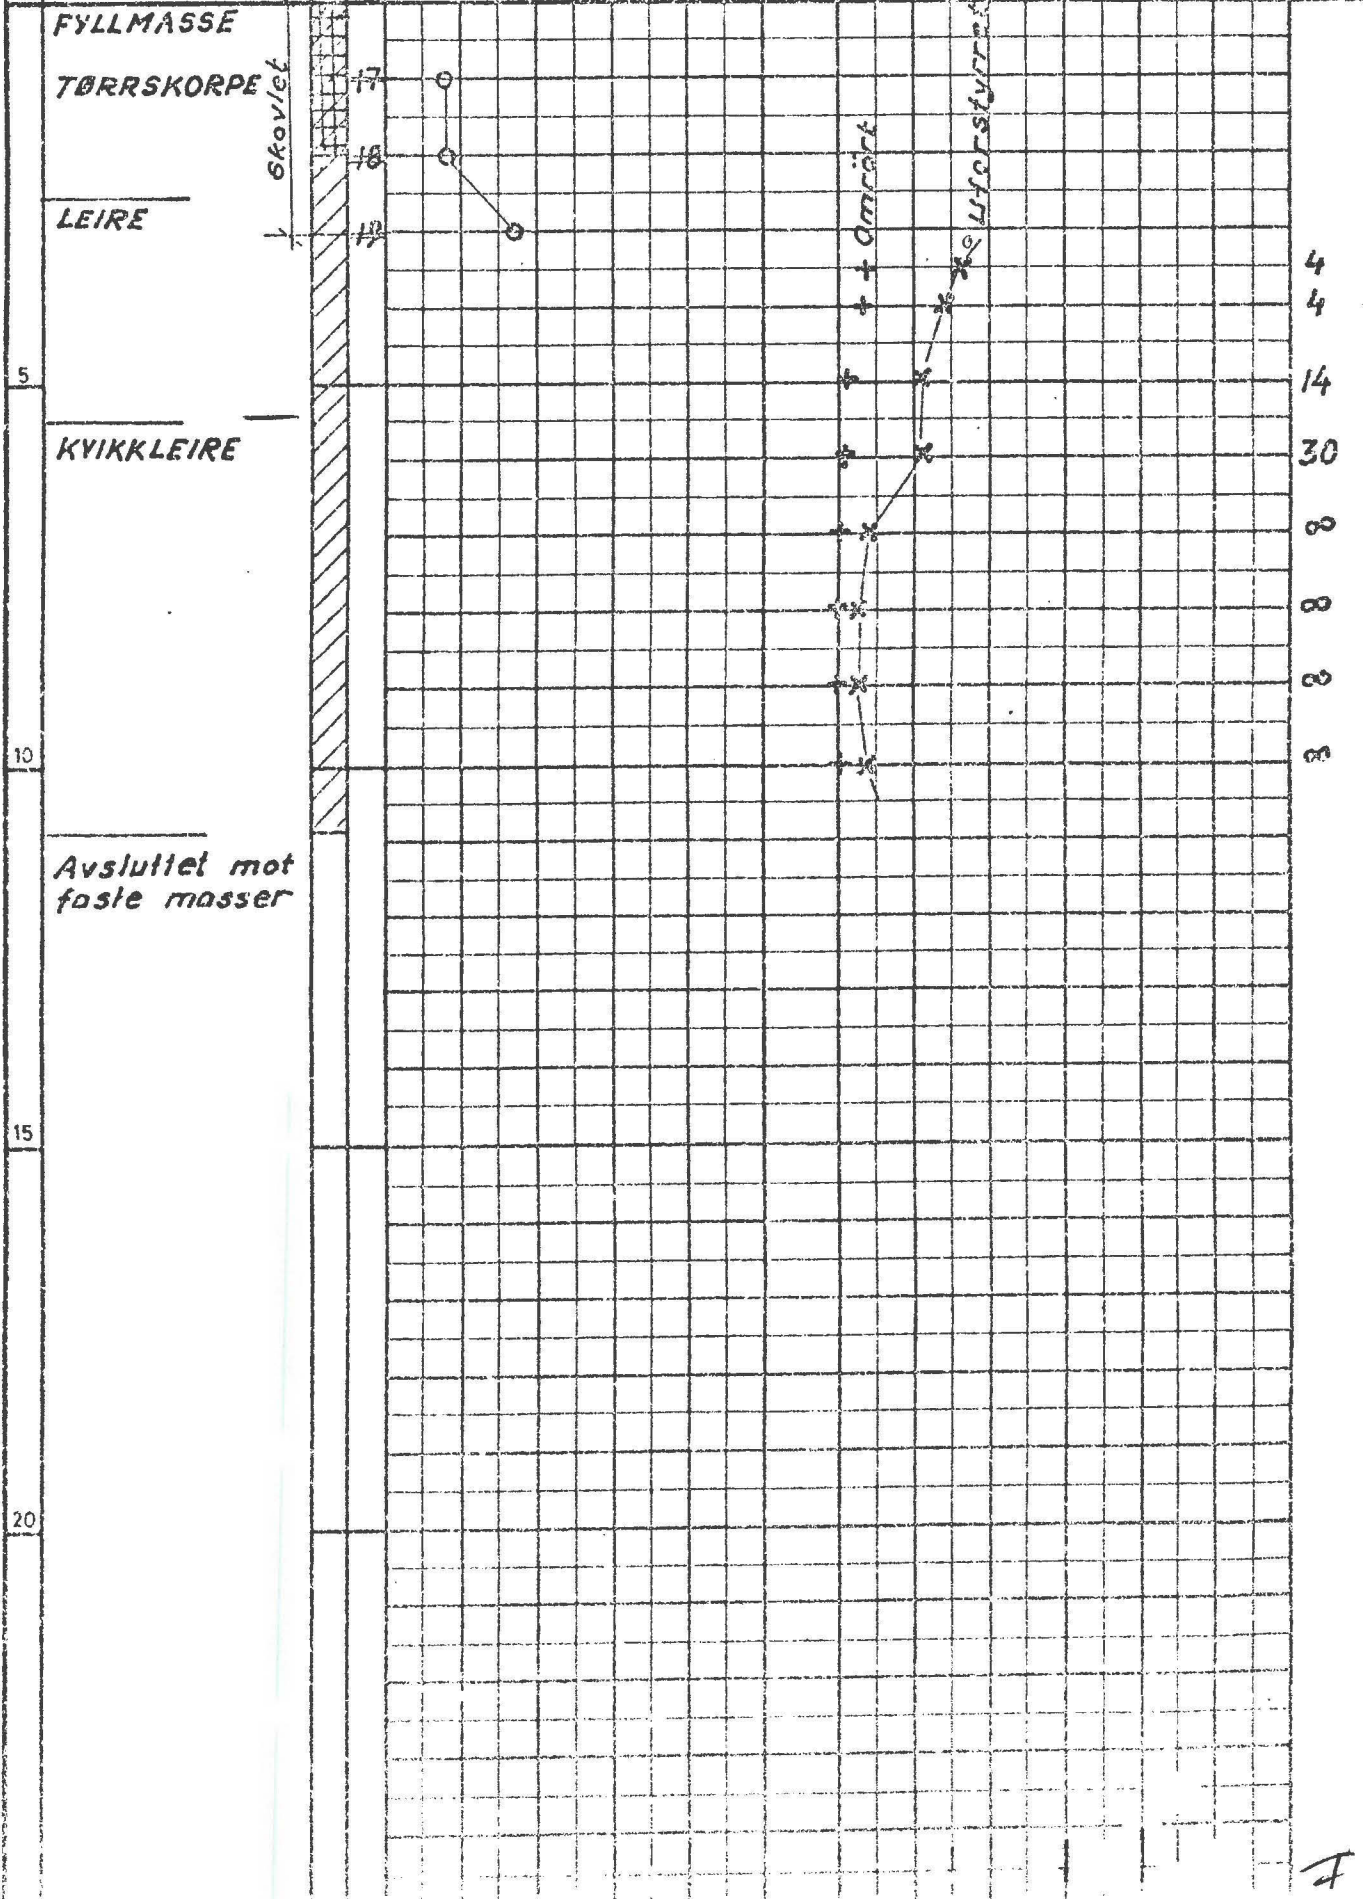 FYLLMASSE
TØRRSKORPE
skovlet
17
18
19
LEIRE
Omrört
Uforstyrret
4
4
5
14
KVIKKLEIRE
30
∞
∞
∞
10
∞
Avsluttet mot
faste masser
15
20